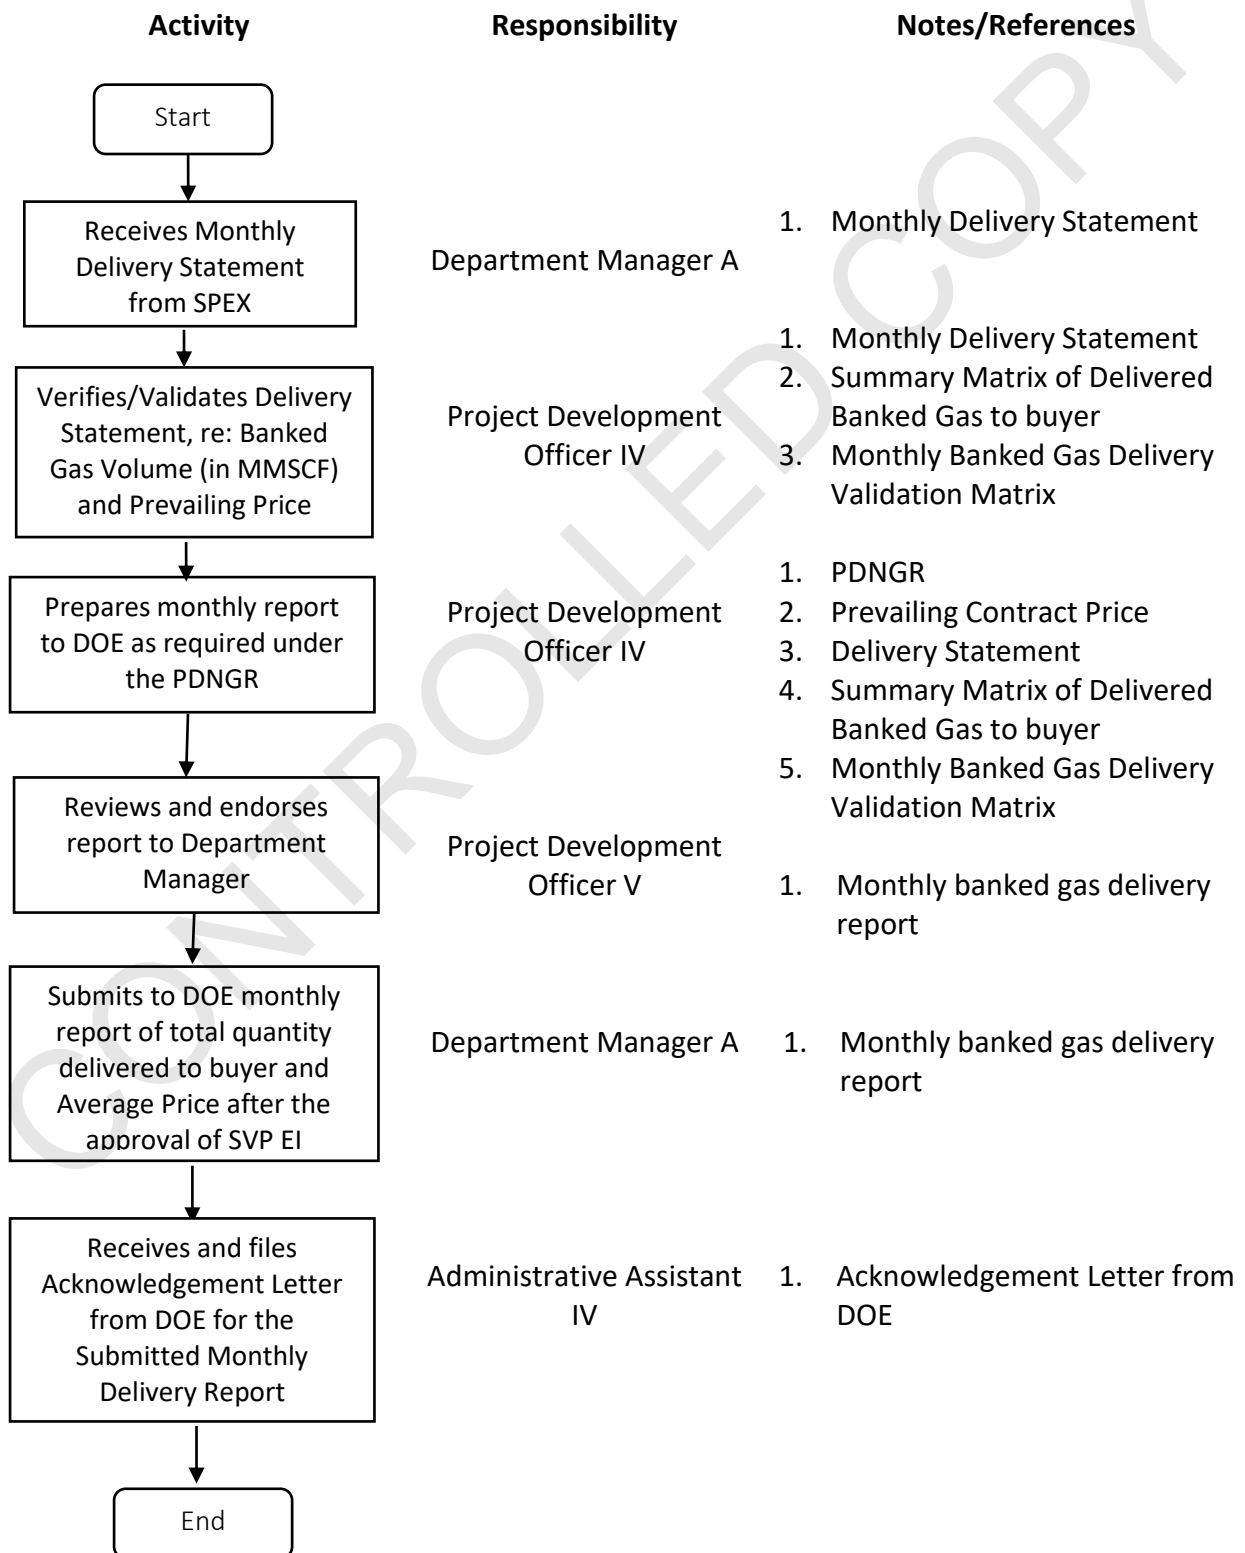 Activity Responsibility Notes/References
Start
Receives Monthly
Delivery Statement
from SPEX
Department Manager A
1. Monthly Delivery Statement
Verifies/Validates Delivery
Statement, re: Banked
Gas Volume (in MMSCF)
and Prevailing Price
Project Development
Officer IV
1. Monthly Delivery Statement
2. Summary Matrix of Delivered
Banked Gas to buyer
3. Monthly Banked Gas Delivery
Validation Matrix
Prepares monthly report
to DOE as required under
the PDNGR
Project Development
Officer IV
1. PDNGR
2. Prevailing Contract Price
3. Delivery Statement
4. Summary Matrix of Delivered
Banked Gas to buyer
5. Monthly Banked Gas Delivery
Validation Matrix
Reviews and endorses
report to Department
Manager
Project Development
Officer V
1. Monthly banked gas delivery
report
Submits to DOE monthly
report of total quantity
delivered to buyer and
Average Price after the
approval of SVP EI
Department Manager A
1. Monthly banked gas delivery
report
Receives and files
Acknowledgement Letter
from DOE for the
Submitted Monthly
Delivery Report
Administrative Assistant
IV
1. Acknowledgement Letter from
DOE
End
CONTROLLED COPY